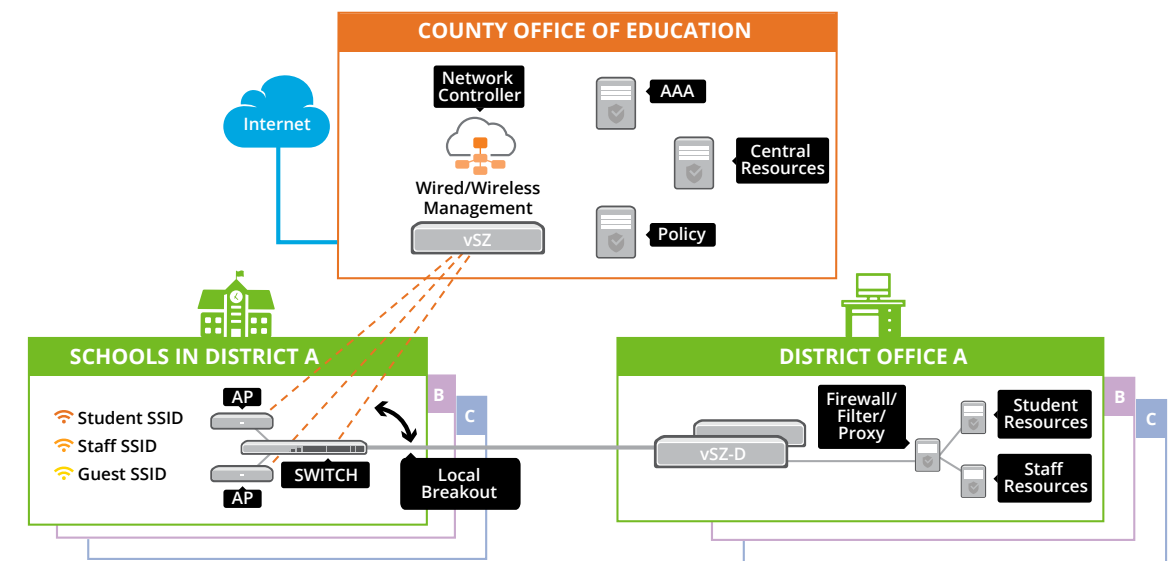 COUNTY OFFICE OF EDUCATION
Network
Controller
AAA
Internet
Central
Resources
Wired/Wireless
Management
vSZ
Policy
SCHOOLS IN DISTRICT A
B
C
AP
Student SSID
Staff SSID
Guest SSID
SWITCH
AP
Local
Breakout
DISTRICT OFFICE A
B
C
Firewall/
Filter/
Proxy
Student
Resources
vSZ-D
Staff
Resources